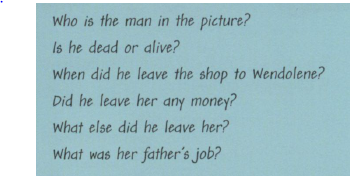 Who is the man in the picture?
Is he dead or alive?
When did he leave the shop to Wendolene?
Did he leave her any money?
What else did he leave her?
What was her father's job?